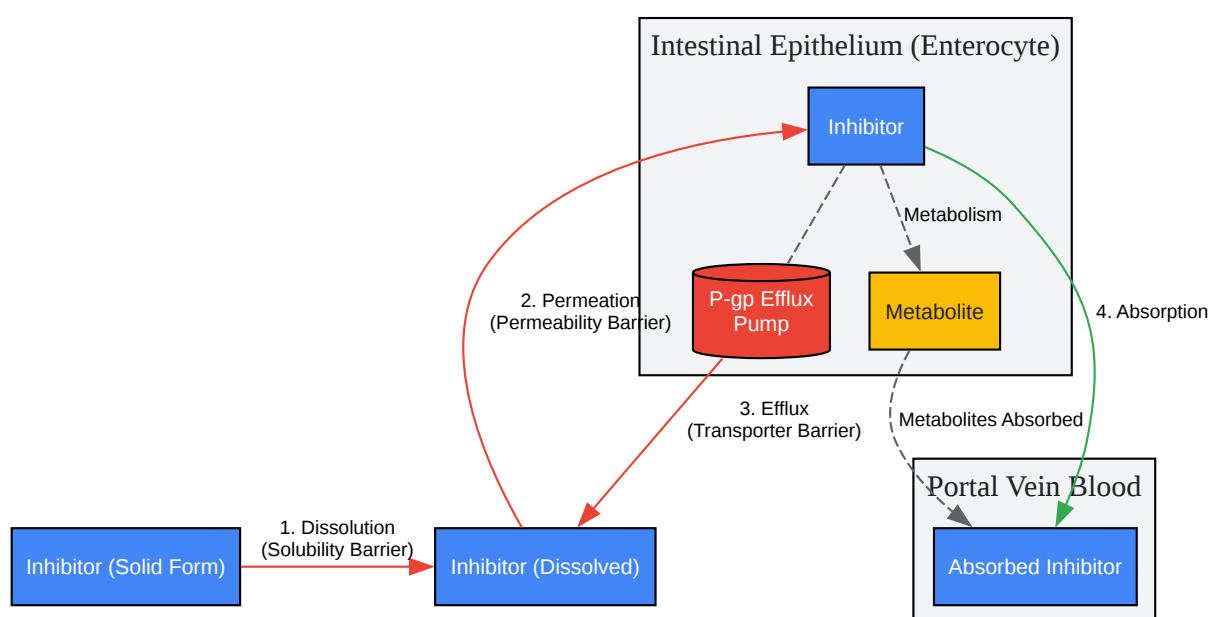 Intestinal Epithelium (Enterocyte)
Inhibitor
Metabolism
2. Permeation
(Permeability Barrier)
P-gp Efflux
Pump
Metabolite
4. Absorption
3. Efflux
(Transporter Barrier)
Metabolites Absorbed
Portal Vein Blood
1. Dissolution
(Solubility Barrier)
Inhibitor (Solid Form)
Inhibitor (Dissolved)
Absorbed Inhibitor